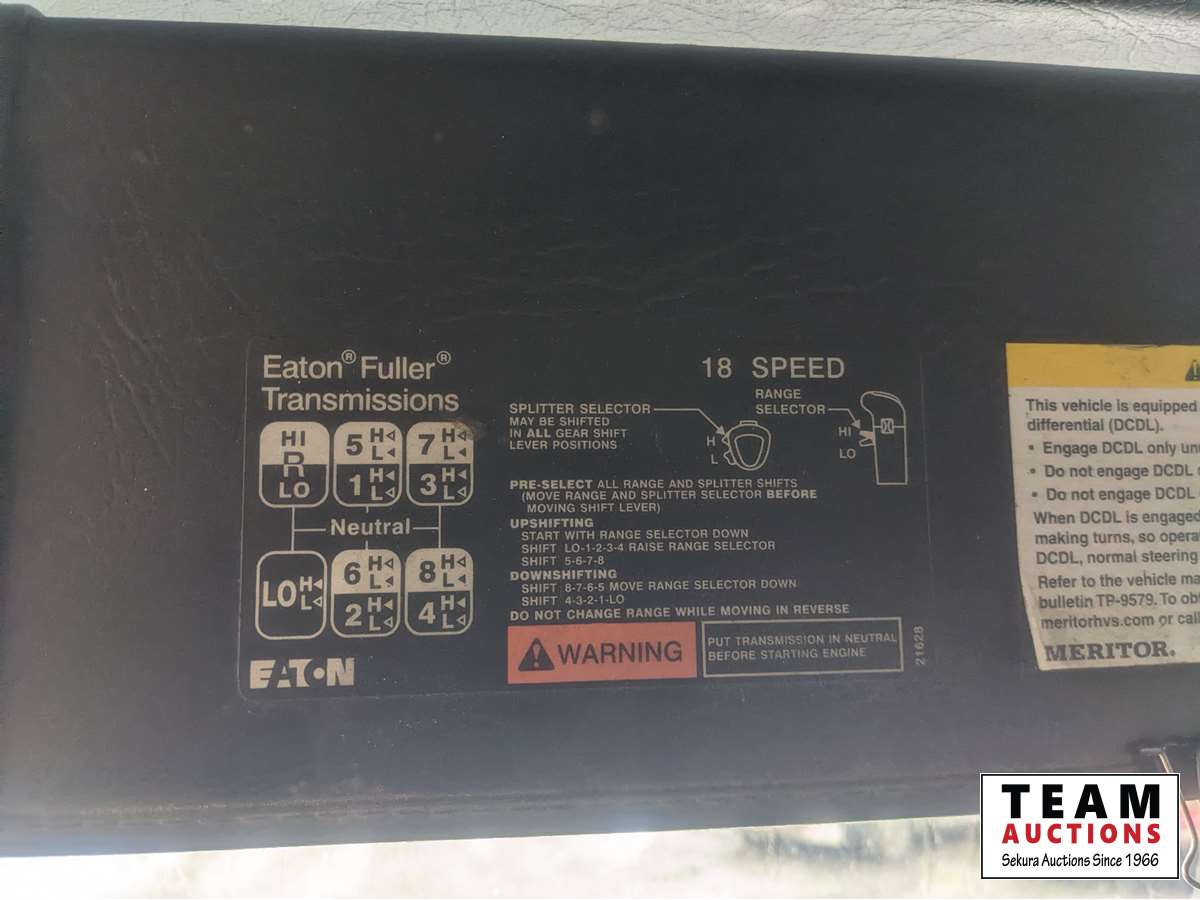 Eaton® Fuller®
Transmissions
18 SPEED
HI
R
LO
5 H L
7 H L
1 H L
3 H L
Neutral
LO H L
6 H L
8 H L
2 H L
4 H L
EATON
SPLITTER SELECTOR
MAY BE SHIFTED
IN ALL GEAR SHIFT
LEVER POSITIONS
H
L
RANGE
SELECTOR
HI
LO
PRE-SELECT ALL RANGE AND SPLITTER SHIFTS
(MOVE RANGE AND SPLITTER SELECTOR BEFORE
MOVING SHIFT LEVER)
UPSHIFTING
START WITH RANGE SELECTOR DOWN
SHIFT LO-1-2-3-4 RAISE RANGE SELECTOR
SHIFT 5-6-7-8
DOWNSHIFTING
SHIFT 8-7-6-5 MOVE RANGE SELECTOR DOWN
SHIFT 4-3-2-1-LO
DO NOT CHANGE RANGE WHILE MOVING IN REVERSE
WARNING
PUT TRANSMISSION IN NEUTRAL
BEFORE STARTING ENGINE
21628
This vehicle is equipped
differential (DCDL).
• Engage DCDL only
• Do not engage DCDL
• Do not engage DCDL
When DCDL is engaged
making turns, so
DCDL, normal steering
Refer to the vehicle
bulletin TP-9579. To
meritorhvs.com or
MERITOR.
TEAM
AUCTIONS
Sekura Auctions Since 1966